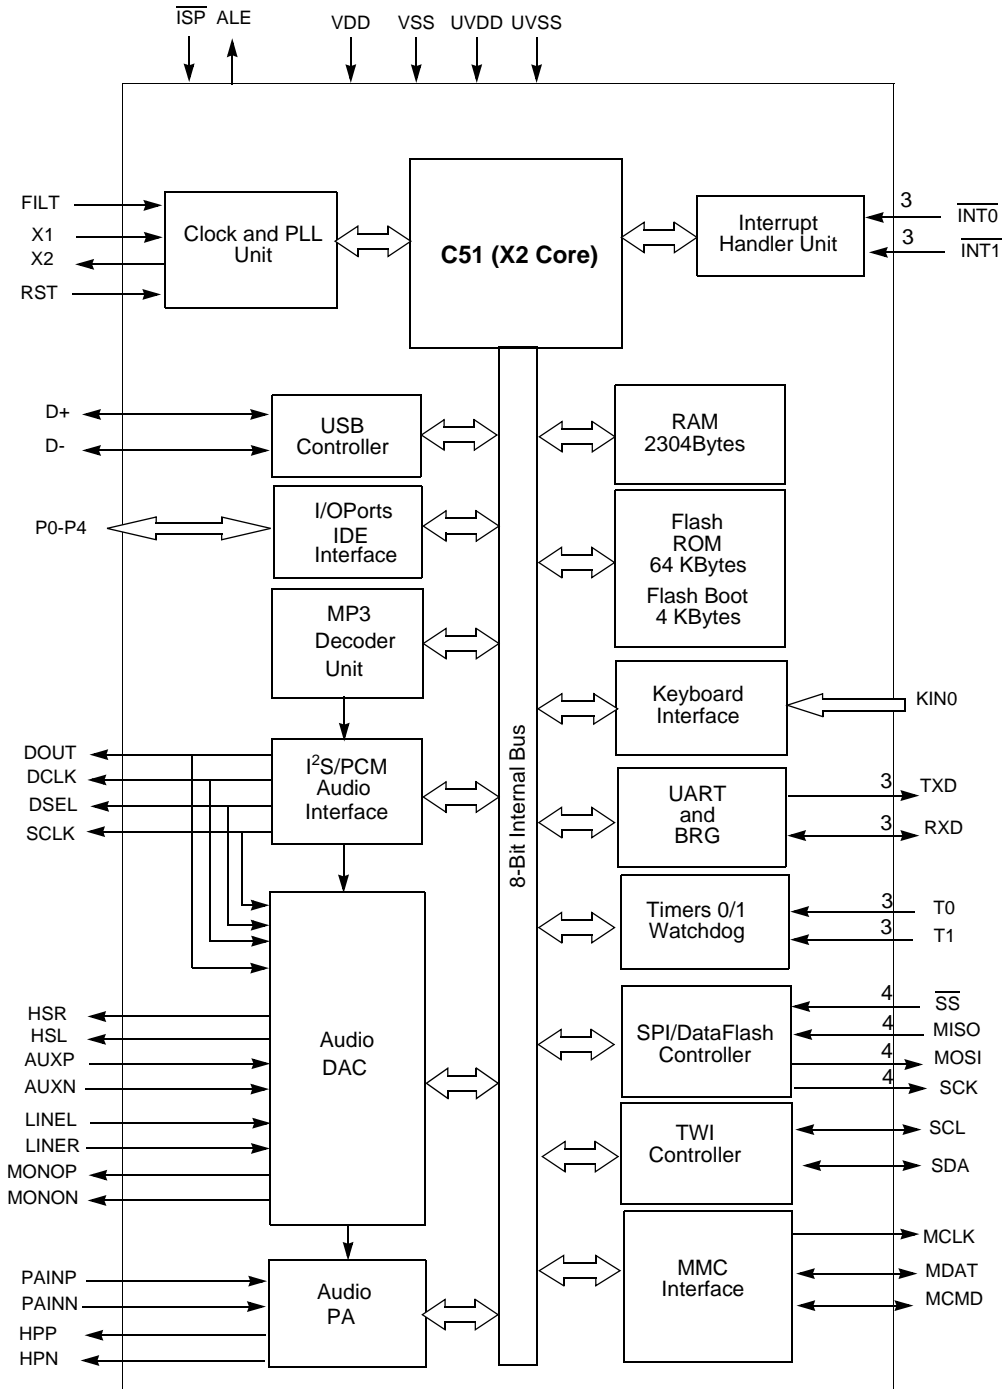 ISP ALE VDD VSS UVDD UVSS
FILT
X1
X2
RST
Clock and PLL
Unit
C51 (X2 Core)
Interrupt
Handler Unit
3
INT0
3
INT1
D+
D-
USB
Controller
RAM
2304Bytes
P0-P4
I/OPorts
IDE
Interface
Flash
ROM
64 KBytes
Flash Boot
4 KBytes
MP3
Decoder
Unit
Keyboard
Interface
KIN0
8-Bit Internal Bus
DOUT
DCLK
DSEL
SCLK
I2S/PCM
Audio
Interface
UART
and
BRG
3
TXD
3
RXD
Timers 0/1
Watchdog
3
T0
3
T1
HSR
HSL
AUXP
AUXN
LINEL
LINER
MONOP
MONON
Audio
DAC
SPI/DataFlash
Controller
4
SS
4
MISO
4
MOSI
4
SCK
TWI
Controller
SCL
SDA
PAINP
PAINN
HPP
HPN
Audio
PA
MMC
Interface
MCLK
MDAT
MCMD